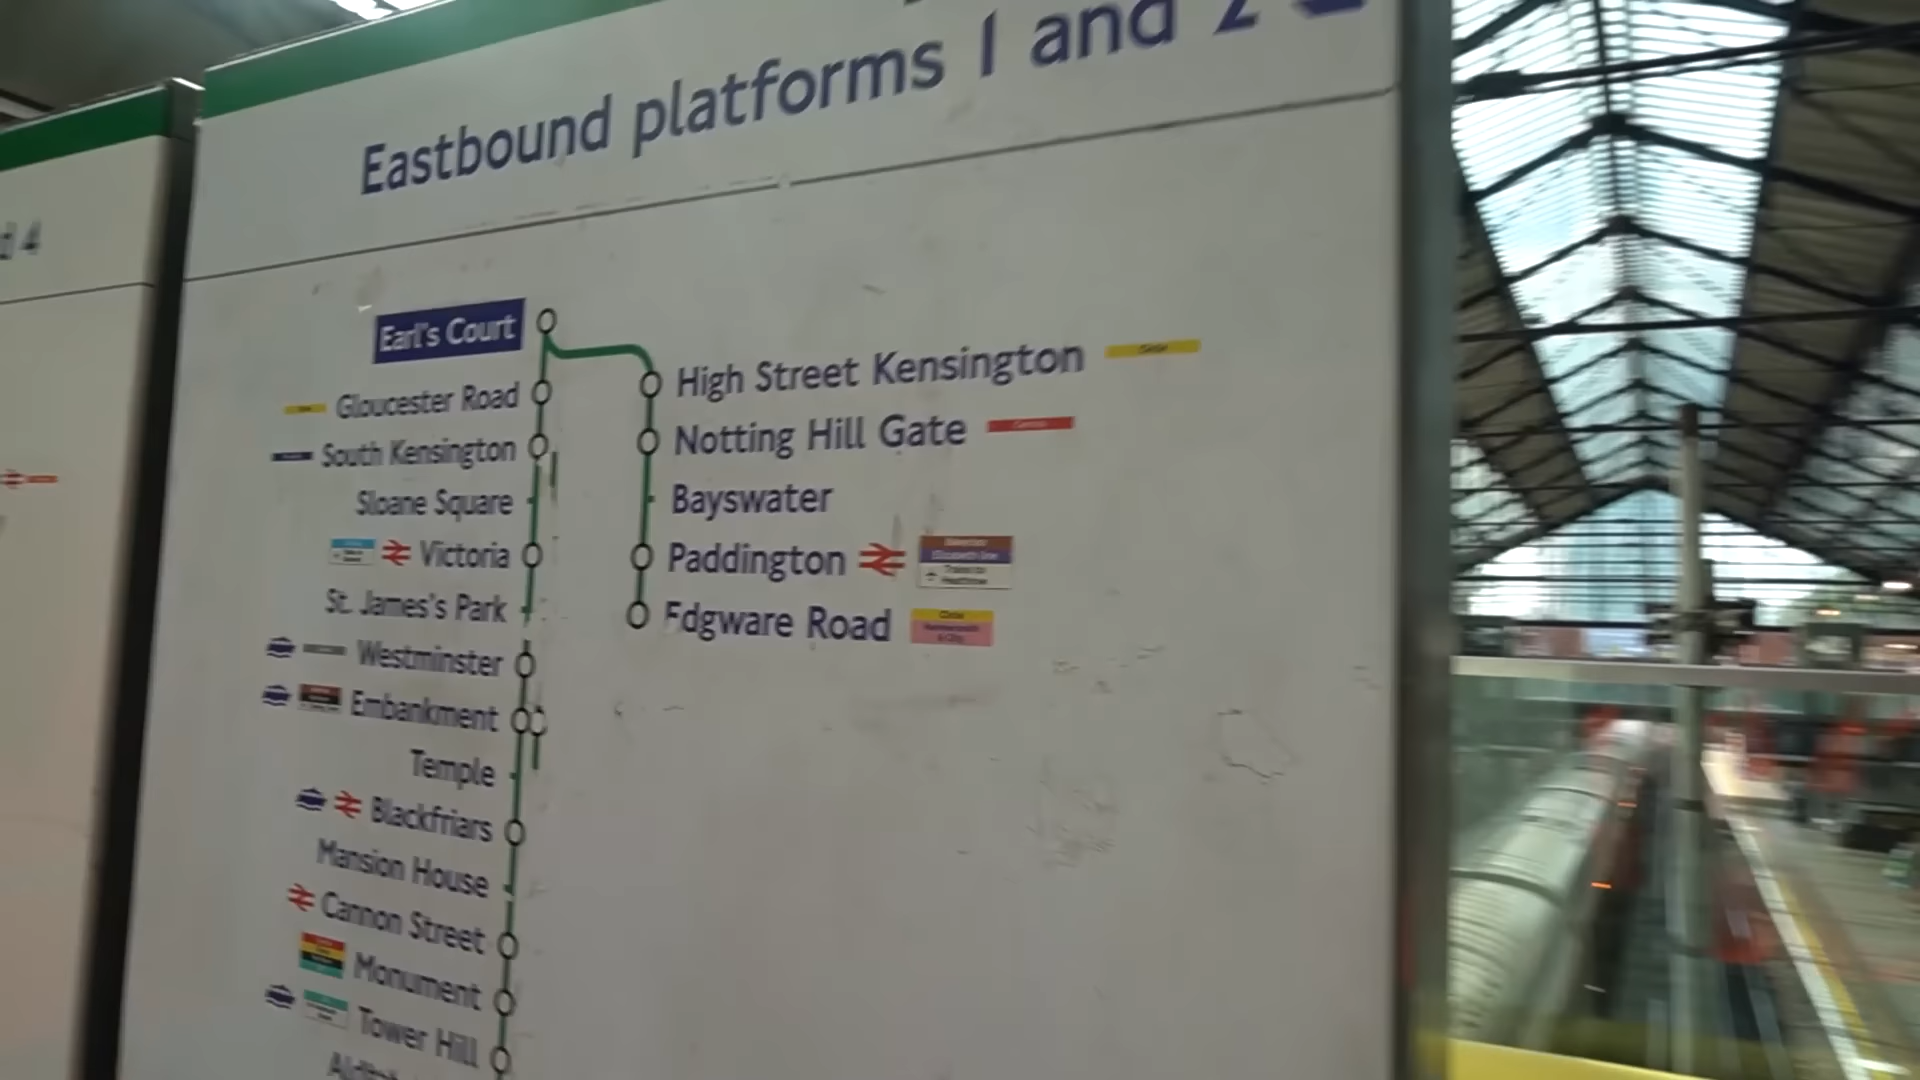 Eastbound platforms 1 and 2
d 4
Earl's Court
Gloucester Road
South Kensington
Sloane Square
Victoria
St. James's Park
Westminster
Embankment
Temple
Blackfriars
Mansion House
Cannon Street
Monument
Tower Hill
High Street Kensington
Notting Hill Gate
Bayswater
Paddington
Edgware Road